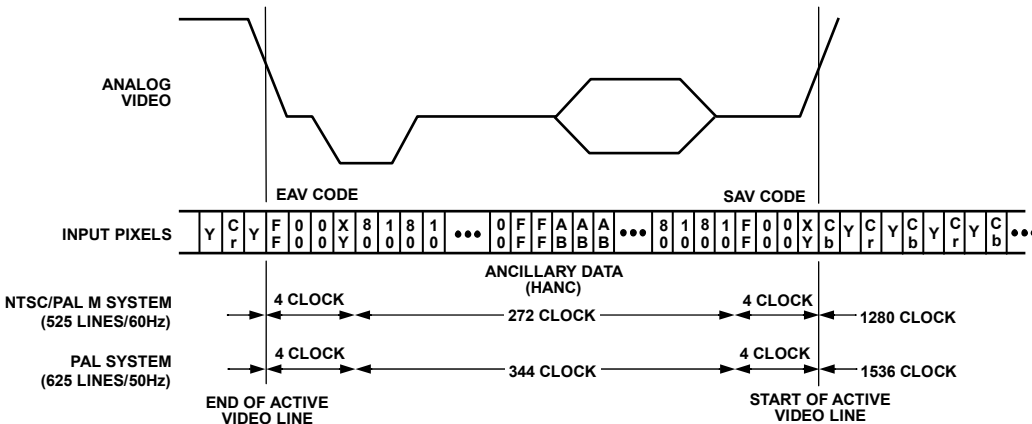 ANALOG
VIDEO
EAV CODE
SAV CODE
INPUT PIXELS
Y Cr Y FF 00 00 XY 80 10 80 10 ••• 00 FF FF AB AB AB ••• 80 10 80 10 FF 00 00 XY Cb Y Cr Y Cb Y Cr Y Cb •••
ANCILLARY DATA
(HANC)
NTSC/PAL M SYSTEM
(525 LINES/60Hz)
4 CLOCK
272 CLOCK
4 CLOCK
1280 CLOCK
PAL SYSTEM
(625 LINES/50Hz)
4 CLOCK
344 CLOCK
4 CLOCK
1536 CLOCK
END OF ACTIVE
VIDEO LINE
START OF ACTIVE
VIDEO LINE